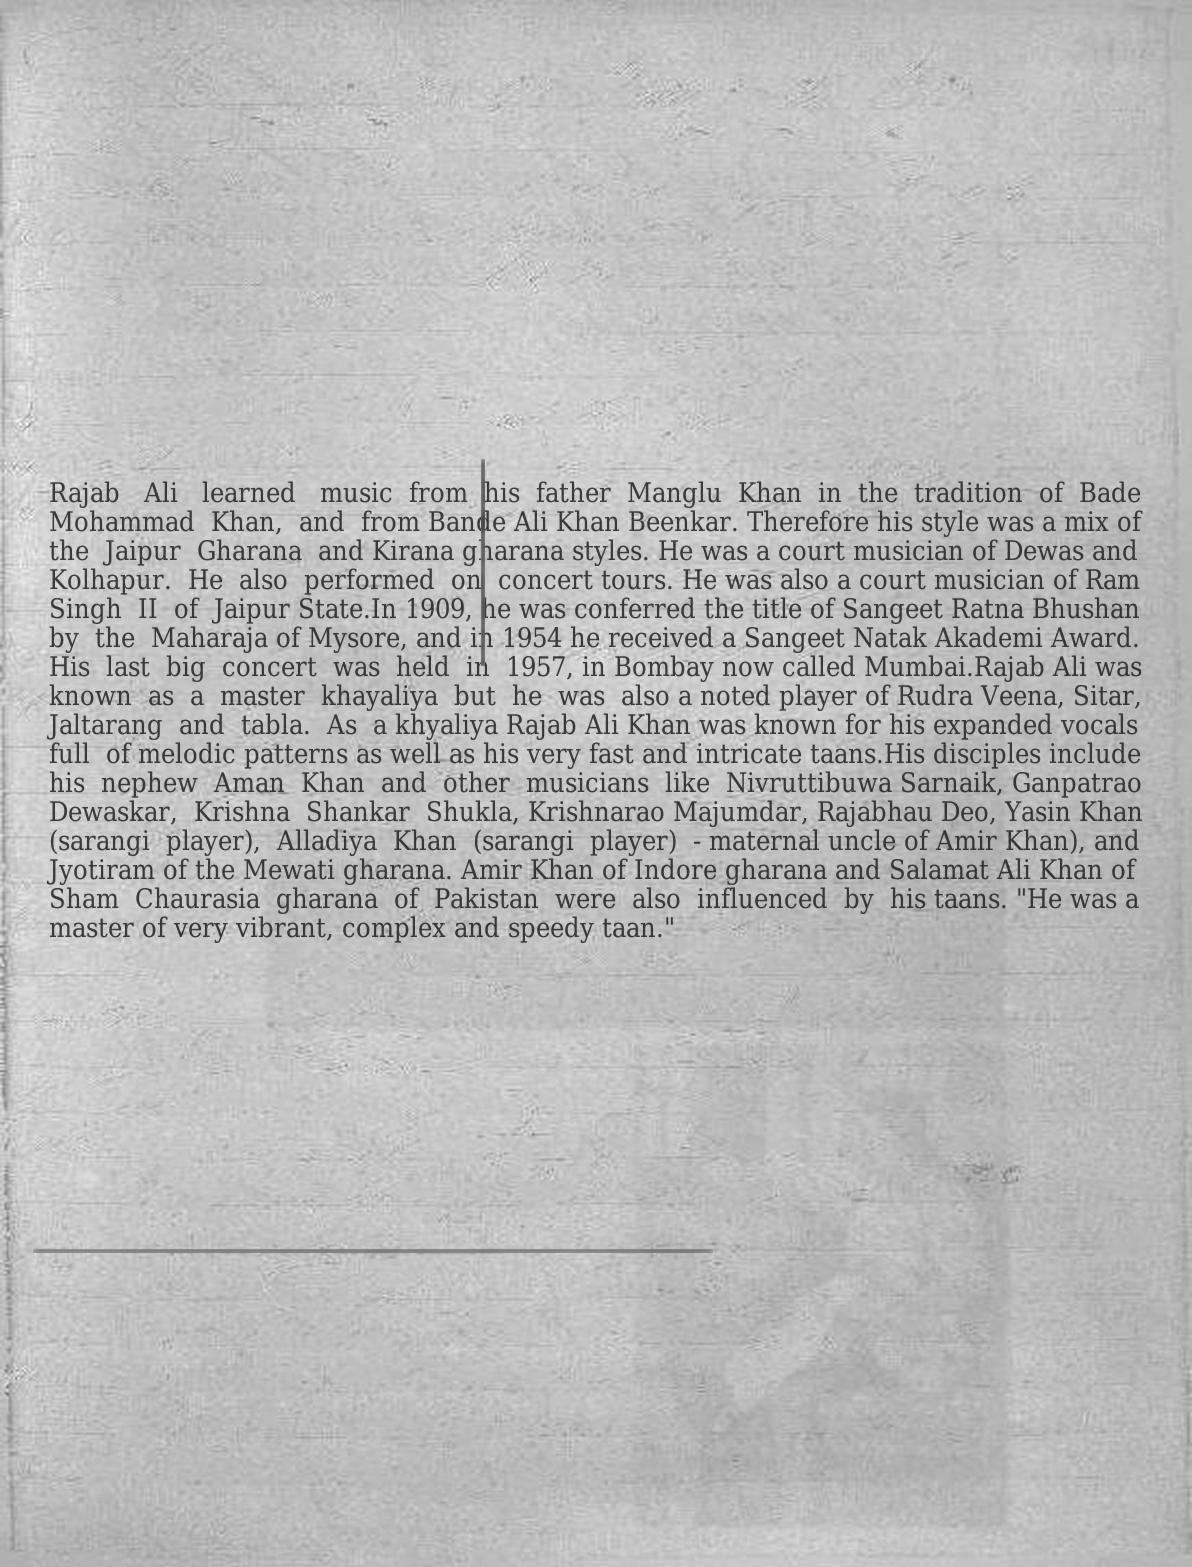 Rajab Ali learned music from his father Manglu Khan in the tradition of Bade
Mohammad Khan, and from Bande Ali Khan Beenkar. Therefore his style was a mix of
the Jaipur Gharana and Kirana gharana styles. He was a court musician of Dewas and
Kolhapur. He also performed on concert tours. He was also a court musician of Ram
Singh II of Jaipur State.In 1909, he was conferred the title of Sangeet Ratna Bhushan
by the Maharaja of Mysore, and in 1954 he received a Sangeet Natak Akademi Award.
His last big concert was held in 1957, in Bombay now called Mumbai.Rajab Ali was
known as a master khayaliya but he was also a noted player of Rudra Veena, Sitar,
Jaltarang and tabla. As a khyaliya Rajab Ali Khan was known for his expanded vocals
full of melodic patterns as well as his very fast and intricate taans.His disciples include
his nephew Aman Khan and other musicians like Nivruttibuwa Sarnaik, Ganpatrao
Dewaskar, Krishna Shankar Shukla, Krishnarao Majumdar, Rajabhau Deo, Yasin Khan
(sarangi player), Alladiya Khan (sarangi player) - maternal uncle of Amir Khan), and
Jyotiram of the Mewati gharana. Amir Khan of Indore gharana and Salamat Ali Khan of
Sham Chaurasia gharana of Pakistan were also influenced by his taans. "He was a
master of very vibrant, complex and speedy taan."